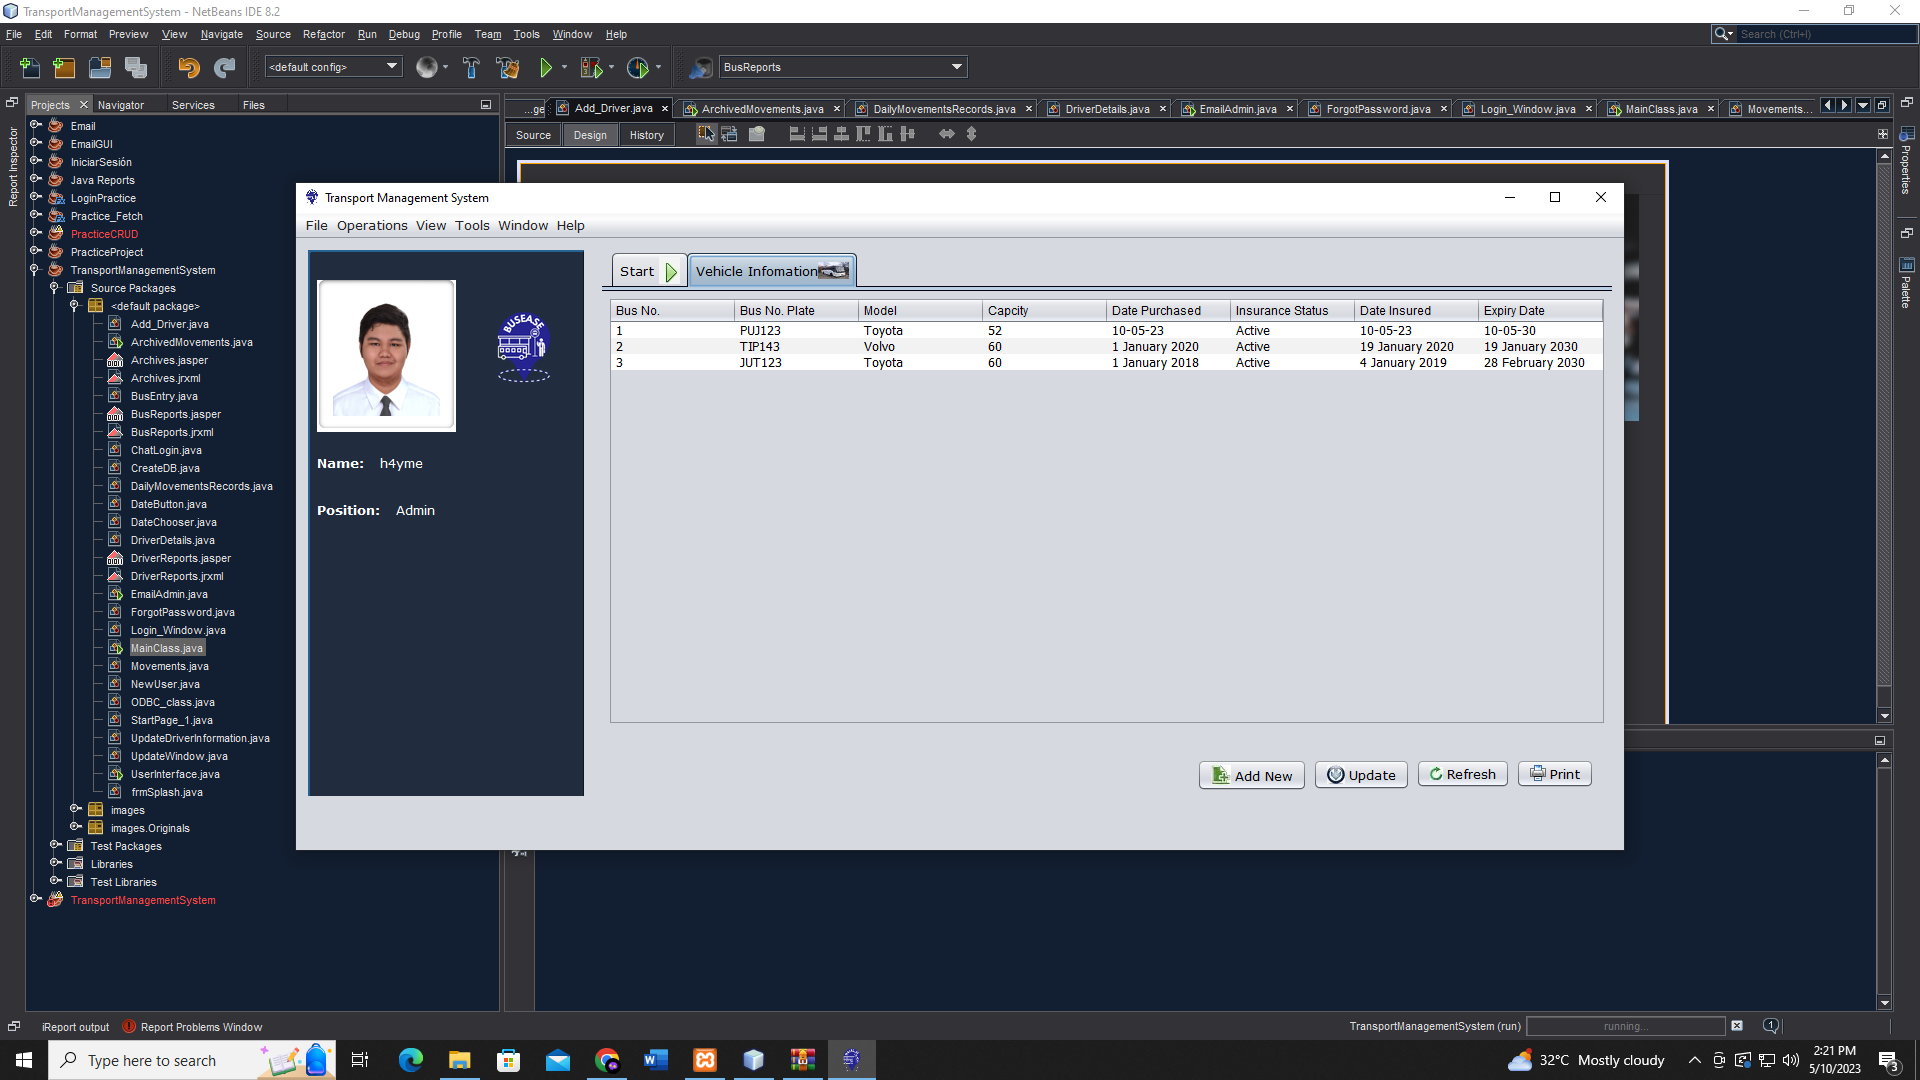 TransportManagementSystem - NetBeans IDE 8.2
File Edit Format Preview View Navigate Source Refactor Run Debug Profile Team Tools Window Help
Search (Ctrl+I)
<default config>
BusReports
Projects Navigator Services Files
...ge Add_Driver.java ArchivedMovements.java DailyMovementsRecords.java DriverDetails.java EmailAdmin.java ForgotPassword.java Login_Window.java MainClass.java Movements...
Source Design History
Report Inspector
Properties
Palette
Email
EmailGUI
IniciarSesión
Java Reports
LoginPractice
Practice_Fetch
PracticeCRUD
PracticeProject
TransportManagementSystem
Source Packages
<default package>
Add_Driver.java
ArchivedMovements.java
Archives.jasper
Archives.jrxml
BusEntry.java
BusReports.jasper
BusReports.jrxml
ChatLogin.java
CreateDB.java
DailyMovementsRecords.java
DateButton.java
DateChooser.java
DriverDetails.java
DriverReports.jasper
DriverReports.jrxml
EmailAdmin.java
ForgotPassword.java
Login_Window.java
MainClass.java
Movements.java
NewUser.java
ODBC_class.java
StartPage_1.java
UpdateDriverInformation.java
UpdateWindow.java
UserInterface.java
frmSplash.java
images
images.Originals
Test Packages
Libraries
Test Libraries
TransportManagementSystem
Transport Management System
File Operations View Tools Window Help
BUSEASE
Name: h4yme
Position: Admin
Start Vehicle Infomation
Bus No. Bus No. Plate Model Capcity Date Purchased Insurance Status Date Insured Expiry Date
1 PUJ123 Toyota 52 10-05-23 Active 10-05-23 10-05-30
2 TIP143 Volvo 60 1 January 2020 Active 19 January 2020 19 January 2030
3 JUT123 Toyota 60 1 January 2018 Active 4 January 2019 28 February 2030
Add New Update Refresh Print
iReport output Report Problems Window
TransportManagementSystem (run) running... 1
Type here to search
32°C Mostly cloudy
2:21 PM
5/10/2023
3